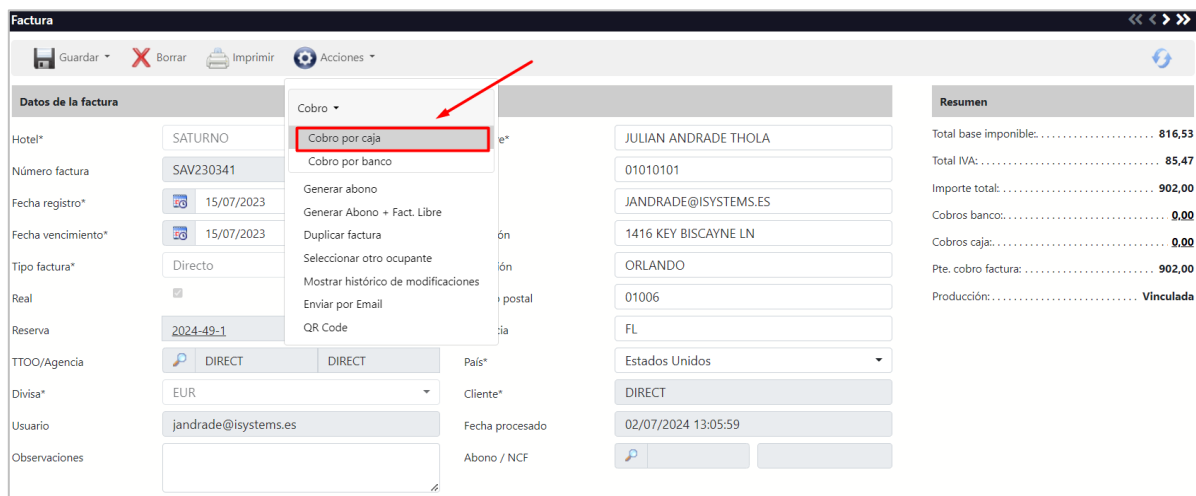 Factura
Guardar Borrar Imprimir Acciones
Datos de la factura
Hotel* SATURNO
Número factura SAV230341
Fecha registro* 15/07/2023
Fecha vencimiento* 15/07/2023
Tipo factura* Directo
Real
Reserva 2024-49-1
TTOO/Agencia DIRECT DIRECT
Divisa* EUR
Usuario jandrade@isystems.es
Observaciones
Cobro
Cobro por caja
Cobro por banco
Generar abono
Generar Abono + Fact. Libre
Duplicar factura
Seleccionar otro ocupante
Mostrar histórico de modificaciones
Enviar por Email
QR Code
e* JULIAN ANDRADE THOLA
01010101
JANDRADE@ISYSTEMS.ES
ón 1416 KEY BISCAYNE LN
ión ORLANDO
postal 01006
ia FL
País* Estados Unidos
Cliente* DIRECT
Fecha procesado 02/07/2024 13:05:59
Abono / NCF
Resumen
Total base imponible: 816,53
Total IVA: 85,47
Importe total: 902,00
Cobros banco: 0,00
Cobros caja: 0,00
Pte. cobro factura: 902,00
Producción: Vinculada